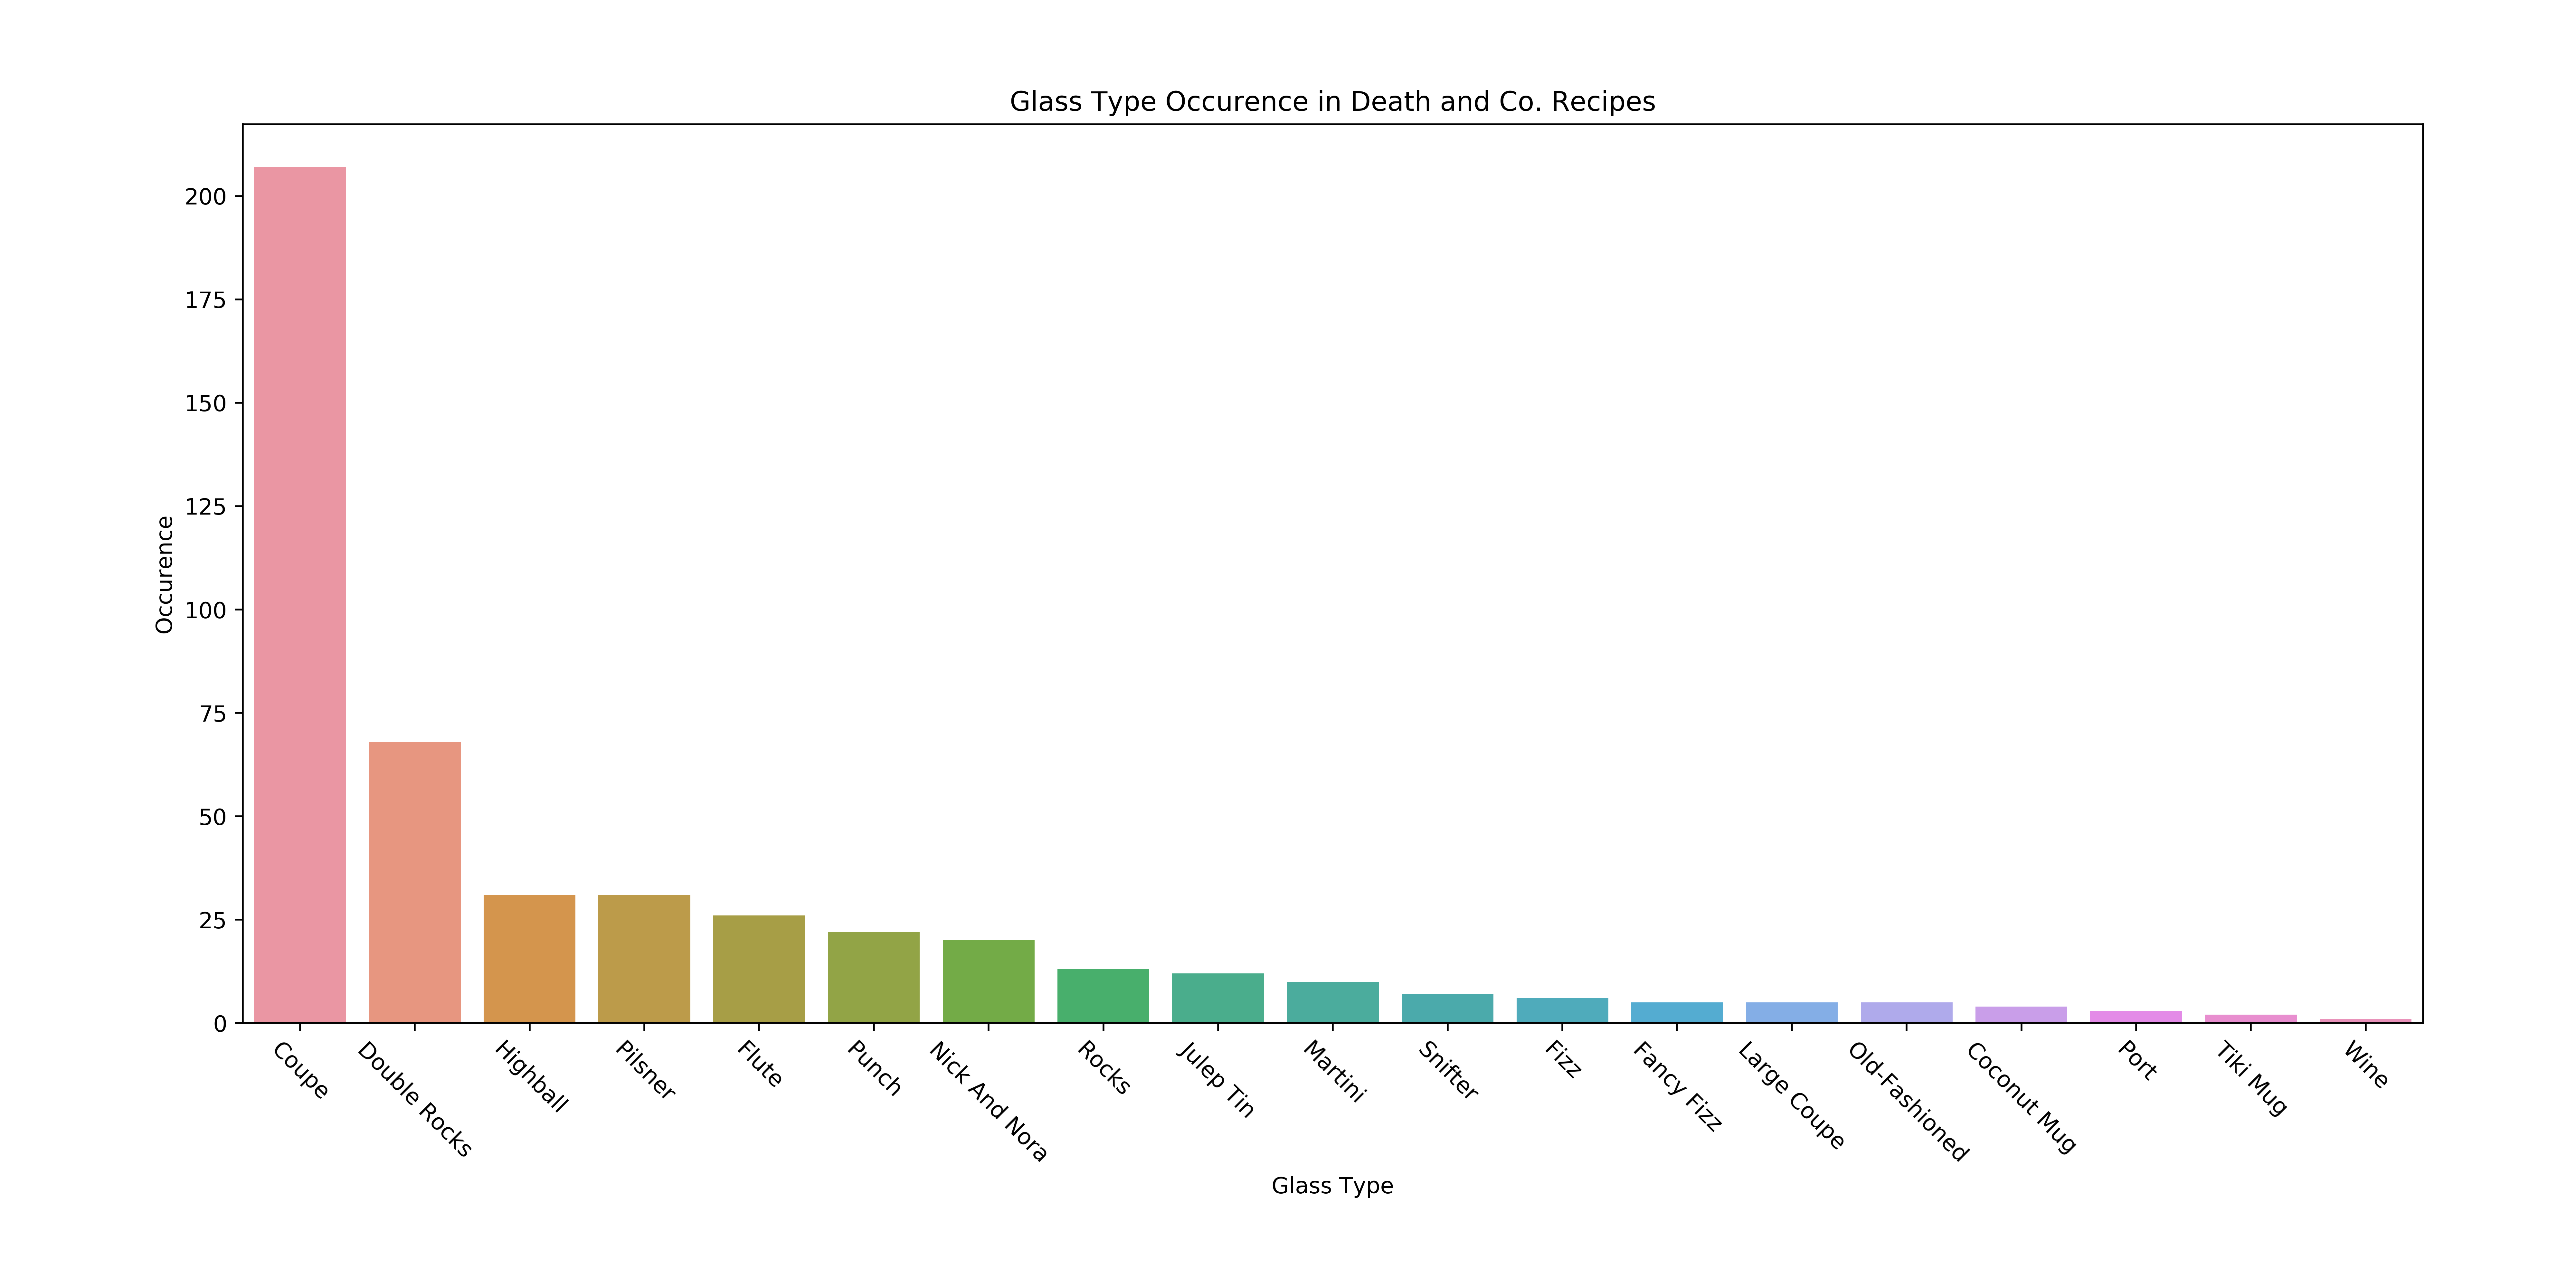 Glass Type Occurence in Death and Co. Recipes
200
175
150
125
100
75
50
25
0
Occurence
Coupe
Double Rocks
Highball
Pilsner
Flute
Punch
Nick And Nora
Rocks
Julep Tin
Martini
Snifter
Fizz
Fancy Fizz
Large Coupe
Old-Fashioned
Coconut Mug
Port
Tiki Mug
Wine
Glass Type